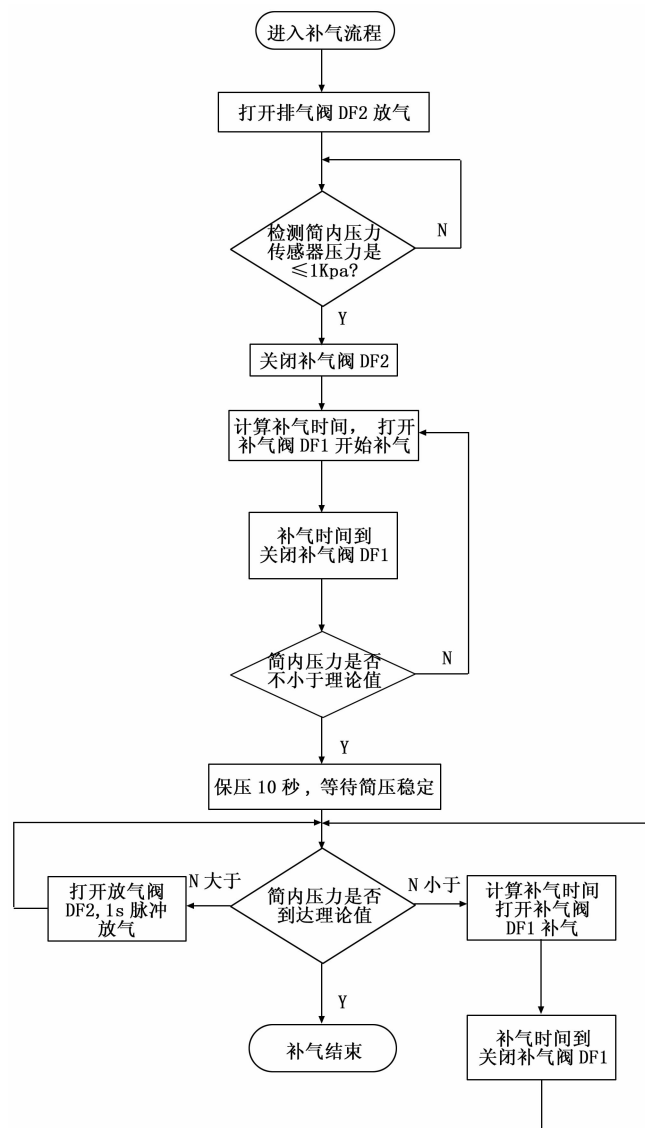 进入补气流程
打开排气阀 DF2 放气
检测简内压力
传感器压力是
≤1Kpa?
N
Y
关闭补气阀 DF2
计算补气时间， 打开
补气阀 DF1 开始补气
补气时间到
关闭补气阀 DF1
简内压力是否
不小于理论值
N
Y
保压 10 秒，等待简压稳定
N 大于
打开放气阀
DF2,1s 脉冲
放气
简内压力是否
到达理论值
N 小于
计算补气时间
打开补气阀
DF1 补气
Y
补气结束
补气时间到
关闭补气阀 DF1